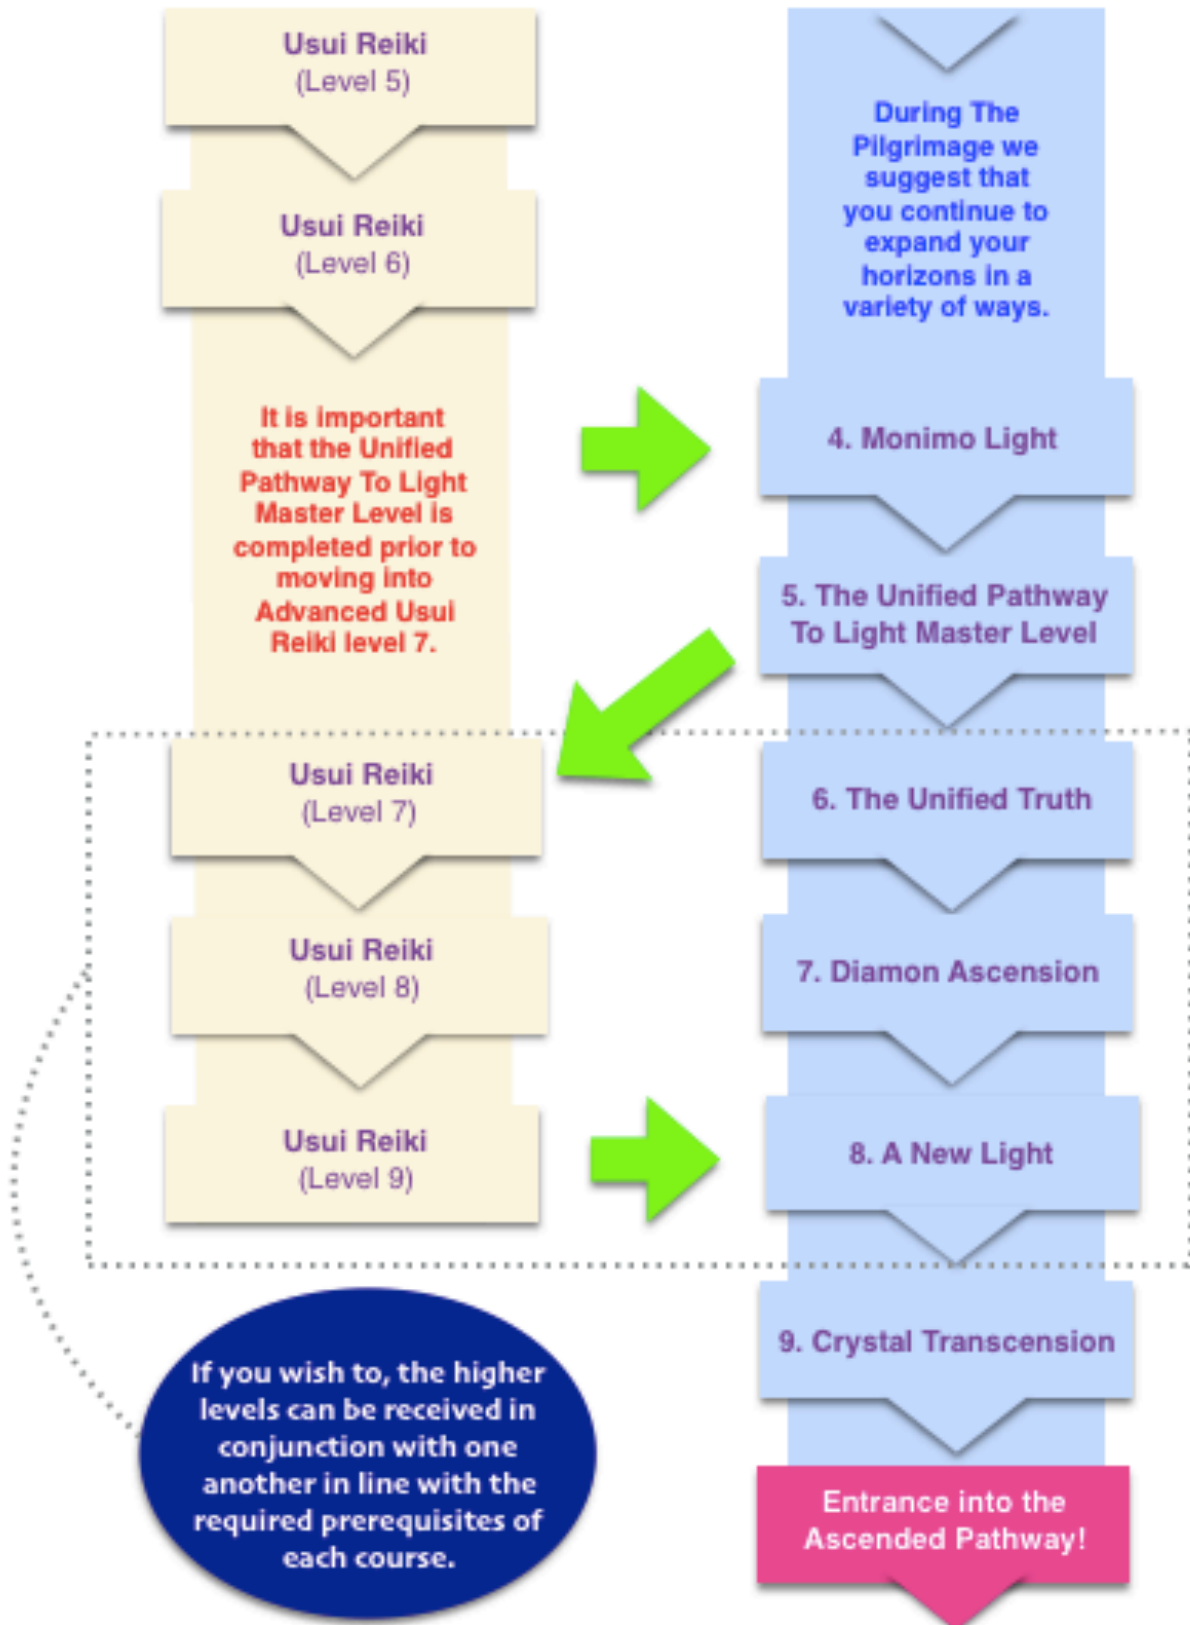 Usui Reiki
(Level 5)
Usui Reiki
(Level 6)
It is important
that the Unified
Pathway To Light
Master Level is
completed prior to
moving into
Advanced Usui
Reiki level 7.
Usui Reiki
(Level 7)
Usui Reiki
(Level 8)
Usui Reiki
(Level 9)
If you wish to, the higher
levels can be received in
conjunction with one
another in line with the
required prerequisites of
each course.
During The
Pilgrimage we
suggest that
you continue to
expand your
horizons in a
variety of ways.
4. Monimo Light
5. The Unified Pathway
To Light Master Level
6. The Unified Truth
7. Diamon Ascension
8. A New Light
9. Crystal Transcension
Entrance into the
Ascended Pathway!